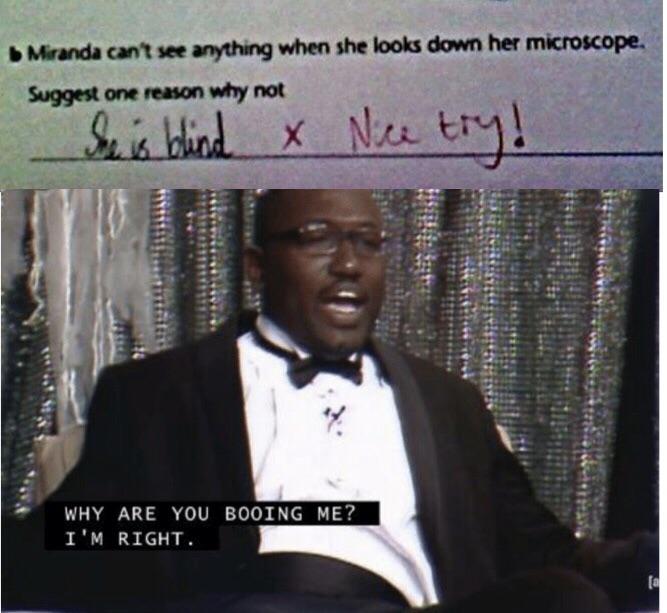 b Miranda can't see anything when she looks down her microscope.
Suggest one reason why not
She is blind x Nice try!
WHY ARE YOU BOOING ME?
I'M RIGHT.
[a